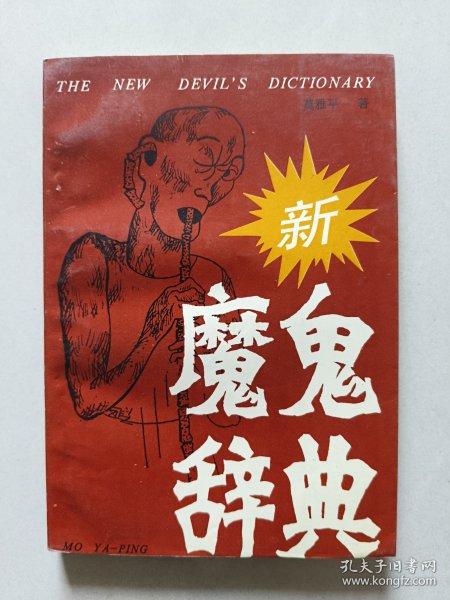 THE NEW DEVIL'S DICTIONARY
莫雅平 著
新
魔鬼
辞典
MO YA-PING
孔夫子旧书网
www.kongfz.com